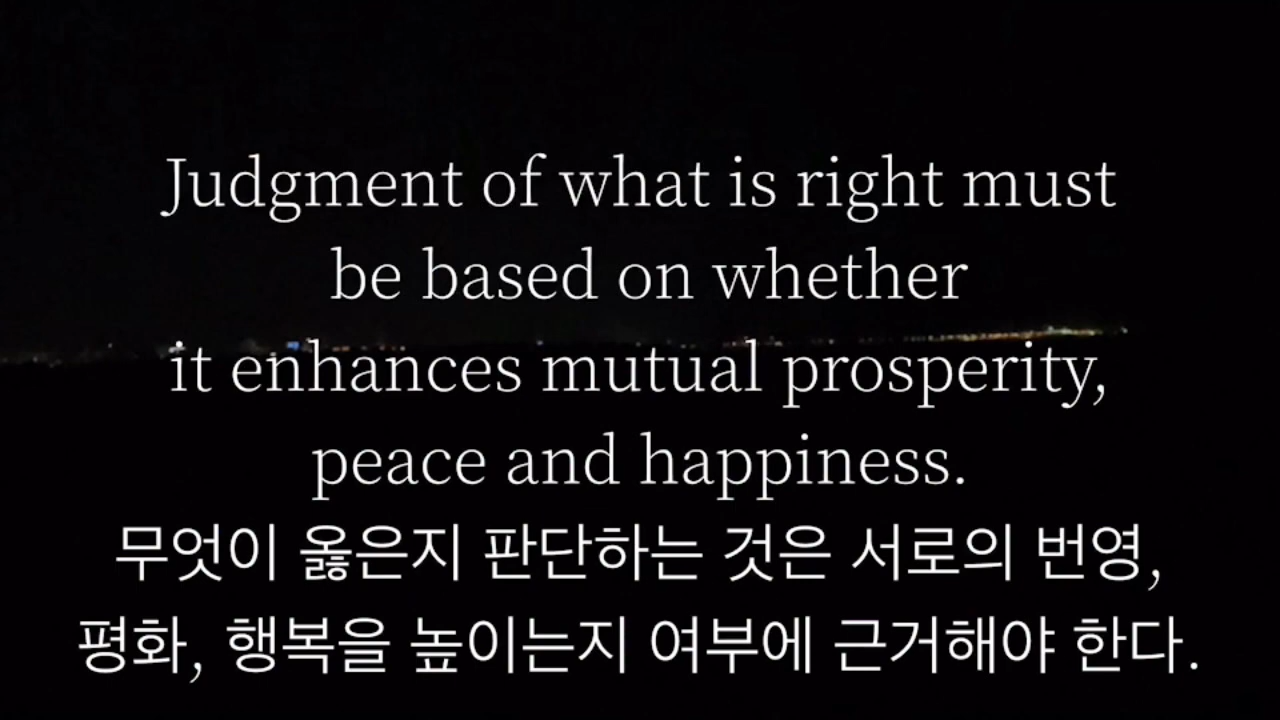 Judgment of what is right must
be based on whether
it enhances mutual prosperity,
peace and happiness.
무엇이 옳은지 판단하는 것은 서로의 번영,
평화, 행복을 높이는지 여부에 근거해야 한다.